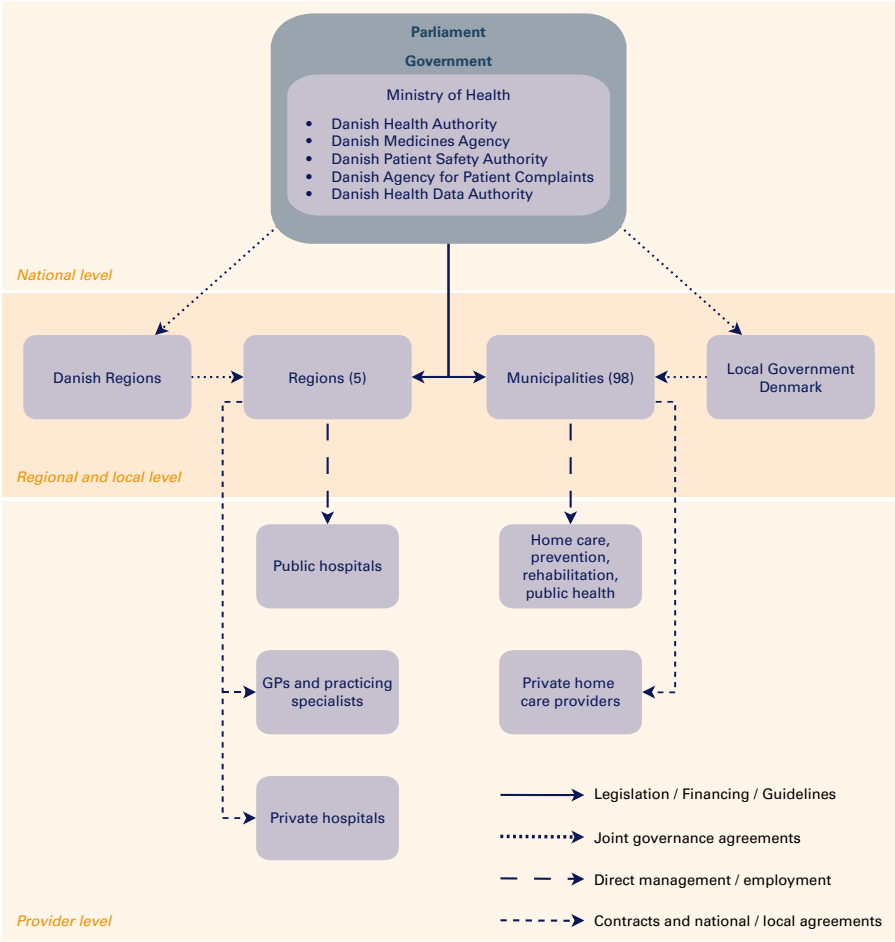 Parliament
Government
Ministry of Health
• Danish Health Authority
• Danish Medicines Agency
• Danish Patient Safety Authority
• Danish Agency for Patient Complaints
• Danish Health Data Authority
National level
Danish Regions
Regions (5)
Municipalities (98)
Local Government
Denmark
Regional and local level
Public hospitals
Home care,
prevention,
rehabilitation,
public health
GPs and practicing
specialists
Private home
care providers
Private hospitals
Legislation / Financing / Guidelines
Joint governance agreements
Direct management / employment
Contracts and national / local agreements
Provider level